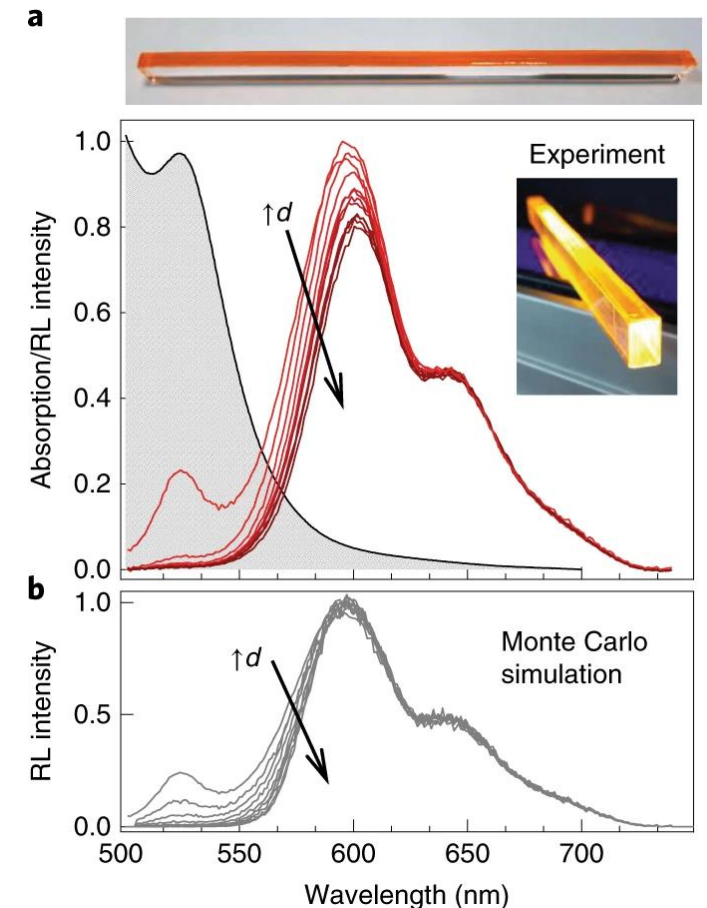 a
1.0
0.8
0.6
0.4
0.2
0.0
Absorption/RL intensity
↑d
Experiment
b
1.0
0.5
0.0
RL intensity
↑d
Monte Carlo
simulation
500
550
600
650
700
Wavelength (nm)